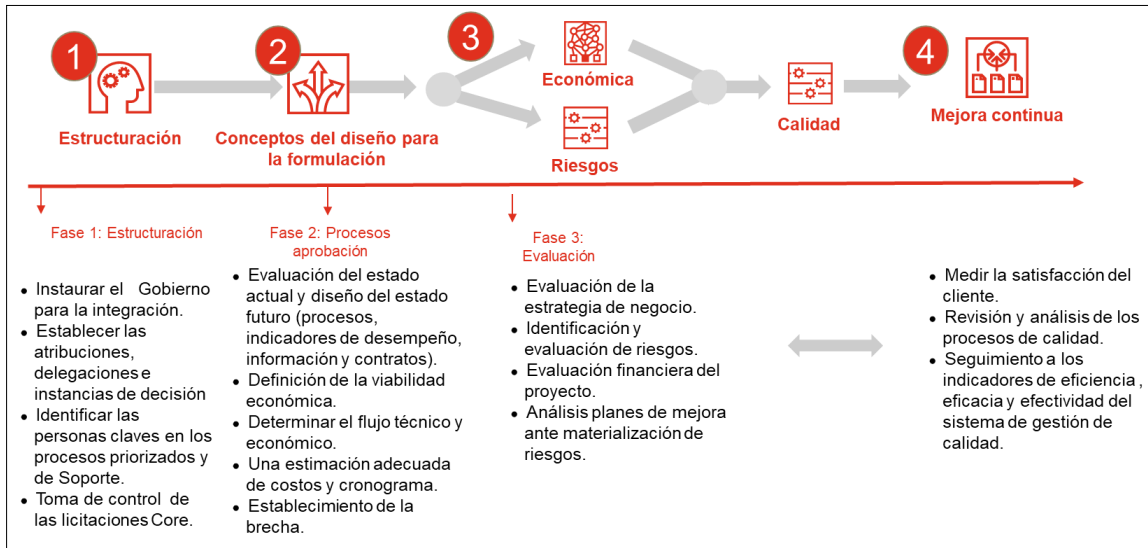 1
2
3
4
Estructuración
Conceptos del diseño para
la formulación
Económica
Riesgos
Calidad
Mejora continua
Fase 1: Estructuración
• Instaurar el Gobierno
para la integración.
• Establecer las
atribuciones,
delegaciones e
instancias de decisión
• Identificar las
personas claves en los
procesos priorizados y
de Soporte.
• Toma de control de
las licitaciones Core.
Fase 2: Procesos
aprobación
• Evaluación del estado
actual y diseño del estado
futuro (procesos,
indicadores de desempeño,
información y contratos).
• Definición de la viabilidad
económica.
• Determinar el flujo técnico y
económico.
• Una estimación adecuada
de costos y cronograma.
• Establecimiento de la
brecha.
Fase 3:
Evaluación
• Evaluación de la
estrategia de negocio.
• Identificación y
evaluación de riesgos.
• Evaluación financiera del
proyecto.
• Análisis planes de mejora
ante materialización de
riesgos.
• Medir la satisfacción del
cliente.
• Revisión y análisis de los
procesos de calidad.
• Seguimiento a los
indicadores de eficiencia ,
eficacia y efectividad del
sistema de gestión de
calidad.